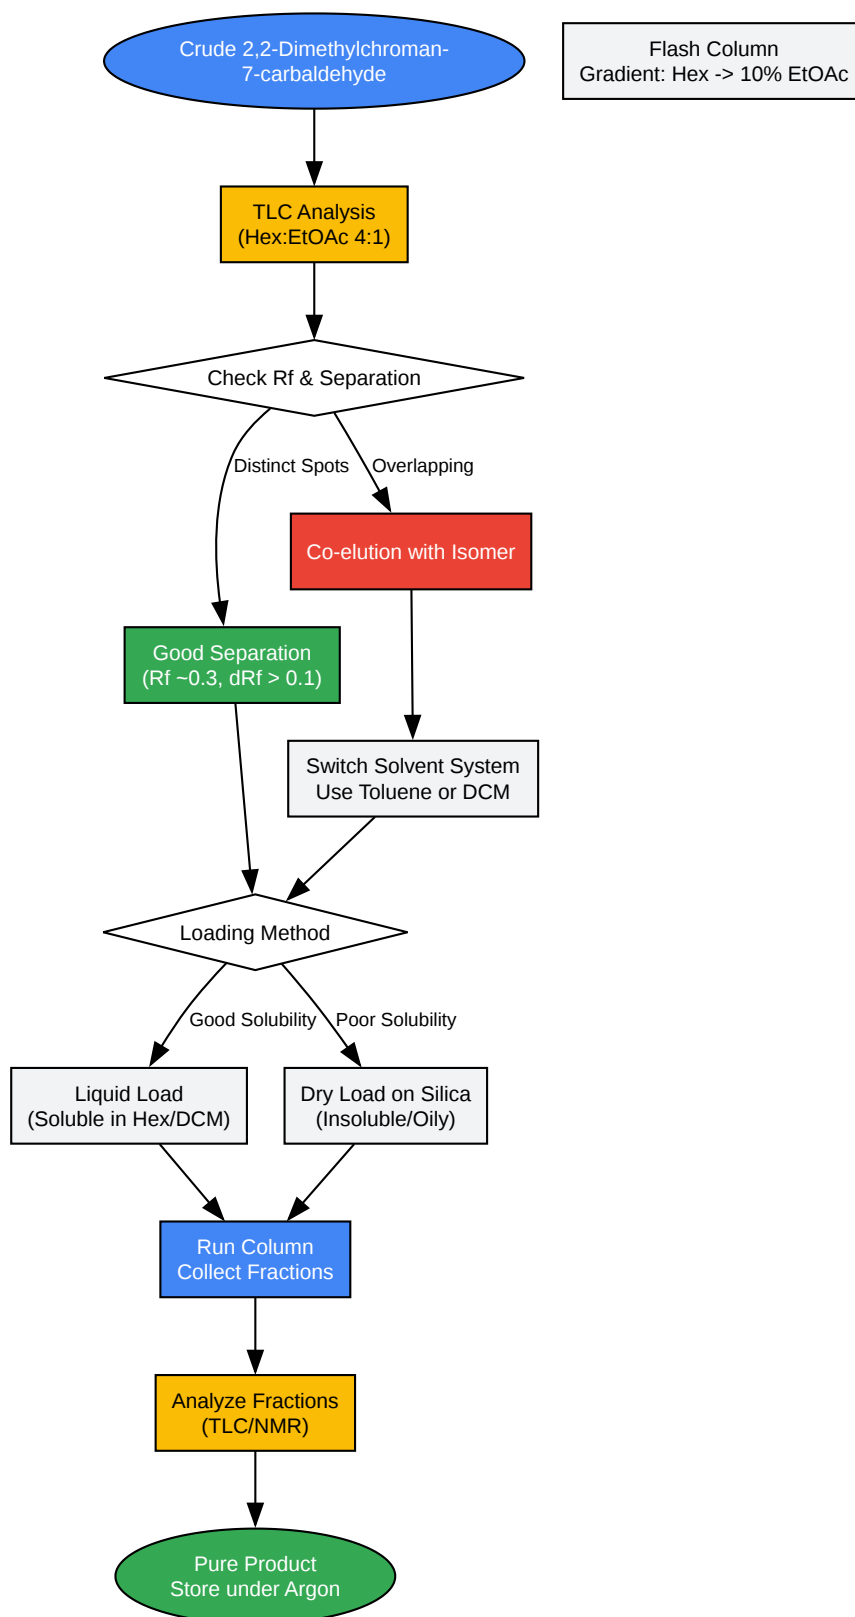 Crude 2,2-Dimethylchroman-
7-carbaldehyde
Flash Column
Gradient: Hex -> 10% EtOAc
TLC Analysis
(Hex:EtOAc 4:1)
Check Rf & Separation
Distinct Spots
Overlapping
Co-elution with Isomer
Good Separation
(Rf ~0.3, dRf > 0.1)
Switch Solvent System
Use Toluene or DCM
Loading Method
Good Solubility
Poor Solubility
Liquid Load
(Soluble in Hex/DCM)
Dry Load on Silica
(Insoluble/Oily)
Run Column
Collect Fractions
Analyze Fractions
(TLC/NMR)
Pure Product
Store under Argon